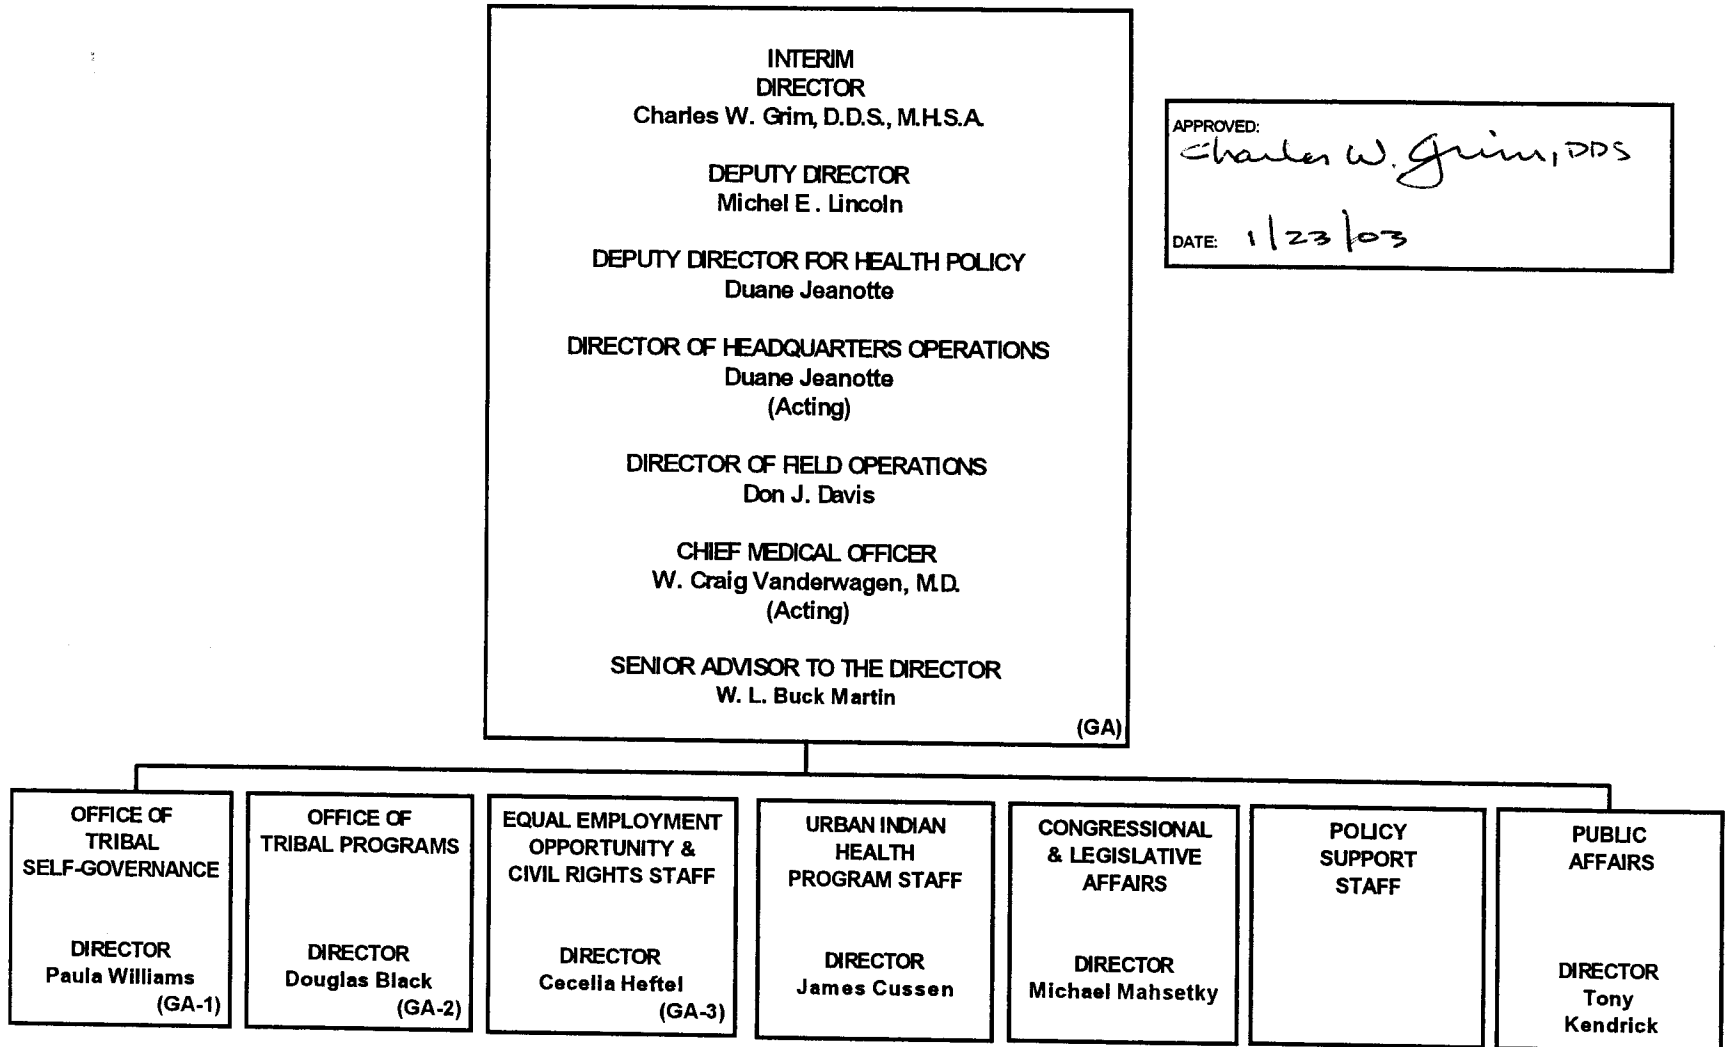 INTERIM
DIRECTOR
Charles W. Grim, D.D.S., M.H.S.A.
DEPUTY DIRECTOR
Michel E. Lincoln
DEPUTY DIRECTOR FOR HEALTH POLICY
Duane Jeanotte
DIRECTOR OF HEADQUARTERS OPERATIONS
Duane Jeanotte
(Acting)
DIRECTOR OF FIELD OPERATIONS
Don J. Davis
CHIEF MEDICAL OFFICER
W. Craig Vanderwagen, M.D.
(Acting)
SENIOR ADVISOR TO THE DIRECTOR
W. L. Buck Martin
(GA)
APPROVED:
Charles W. Grim, DDS
DATE: 1/23/03
OFFICE OF
TRIBAL
SELF-GOVERNANCE
DIRECTOR
Paula Williams
(GA-1)
OFFICE OF
TRIBAL PROGRAMS
DIRECTOR
Douglas Black
(GA-2)
EQUAL EMPLOYMENT
OPPORTUNITY &
CIVIL RIGHTS STAFF
DIRECTOR
Cecelia Heftel
(GA-3)
URBAN INDIAN
HEALTH
PROGRAM STAFF
DIRECTOR
James Cussen
CONGRESSIONAL
& LEGISLATIVE
AFFAIRS
DIRECTOR
Michael Mahsetky
POLICY
SUPPORT
STAFF
PUBLIC
AFFAIRS
DIRECTOR
Tony
Kendrick